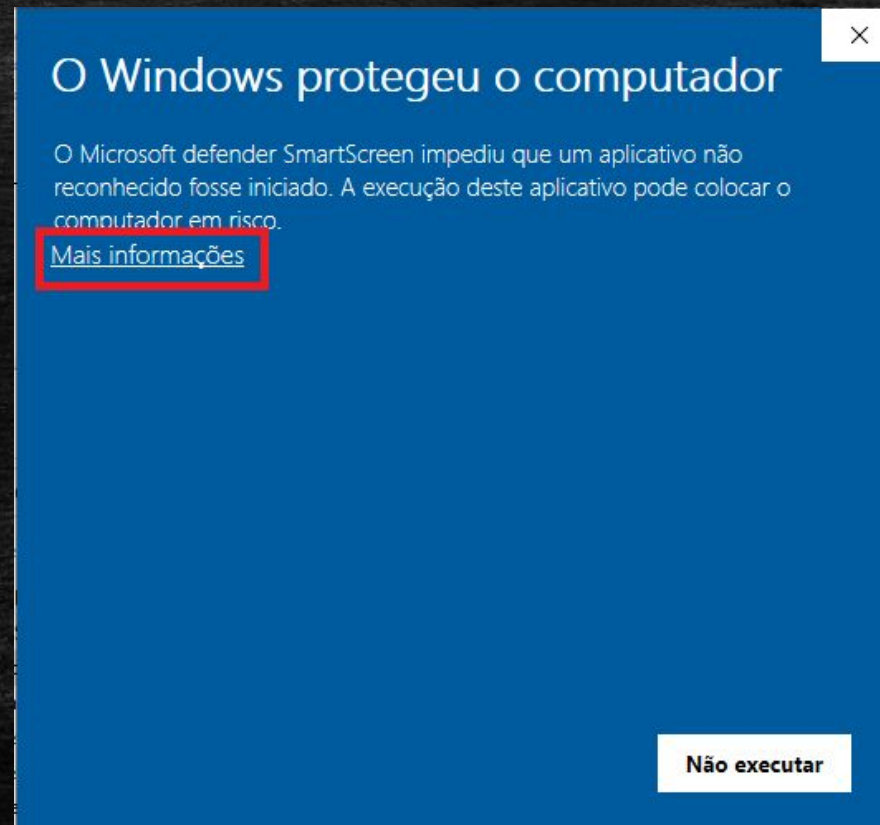 O Windows protegeu o computador
O Microsoft defender SmartScreen impediu que um aplicativo não
reconhecido fosse iniciado. A execução deste aplicativo pode colocar o
computador em risco.
Mais informações
Não executar